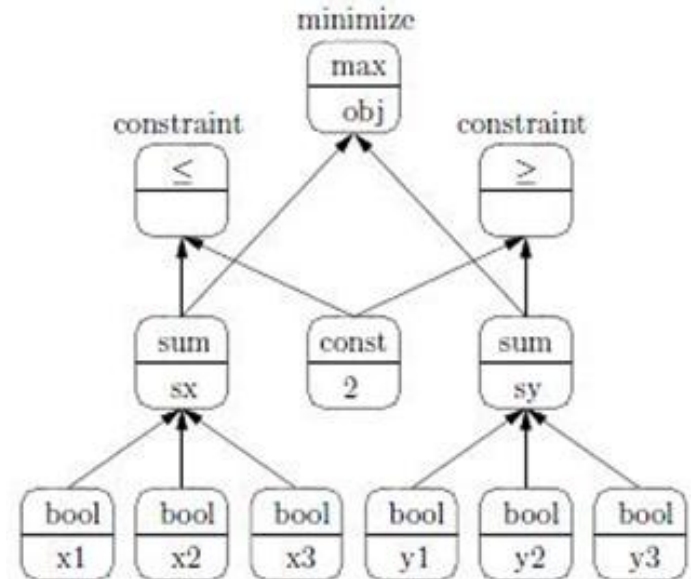 minimize
max
obj
constraint constraint
≤ ≥
sum const sum
sx 2 sy
bool bool bool bool bool bool
x1 x2 x3 y1 y2 y3